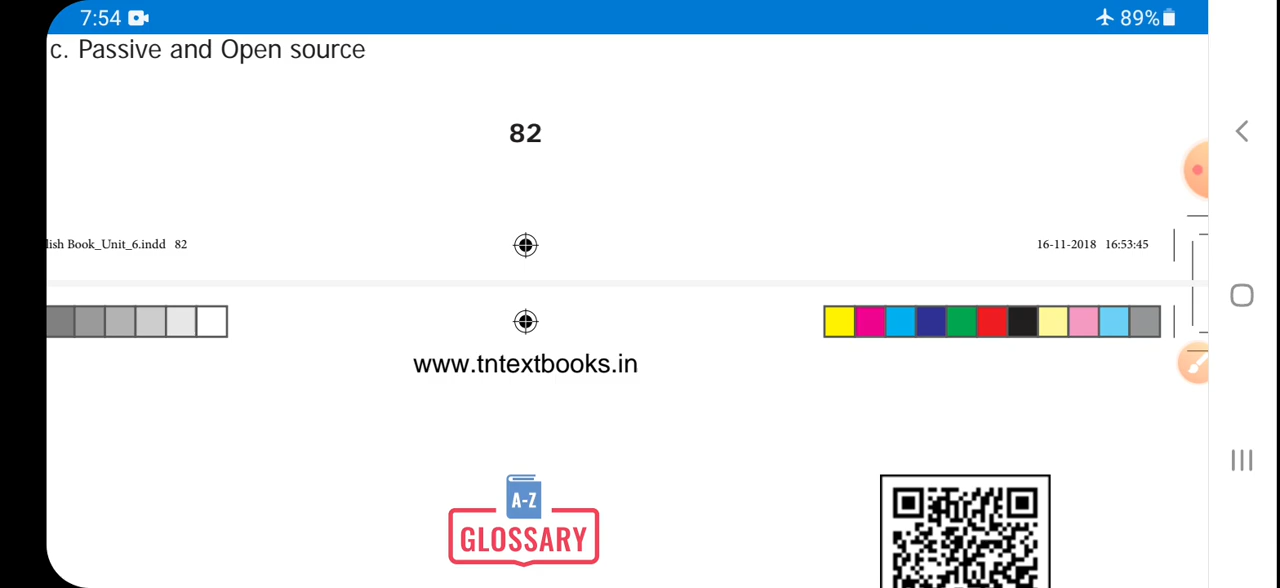 7:54 89%
c. Passive and Open source
82
lish Book_Unit_6.indd 82 16-11-2018 16:53:45
www.tntextbooks.in
A-Z
GLOSSARY